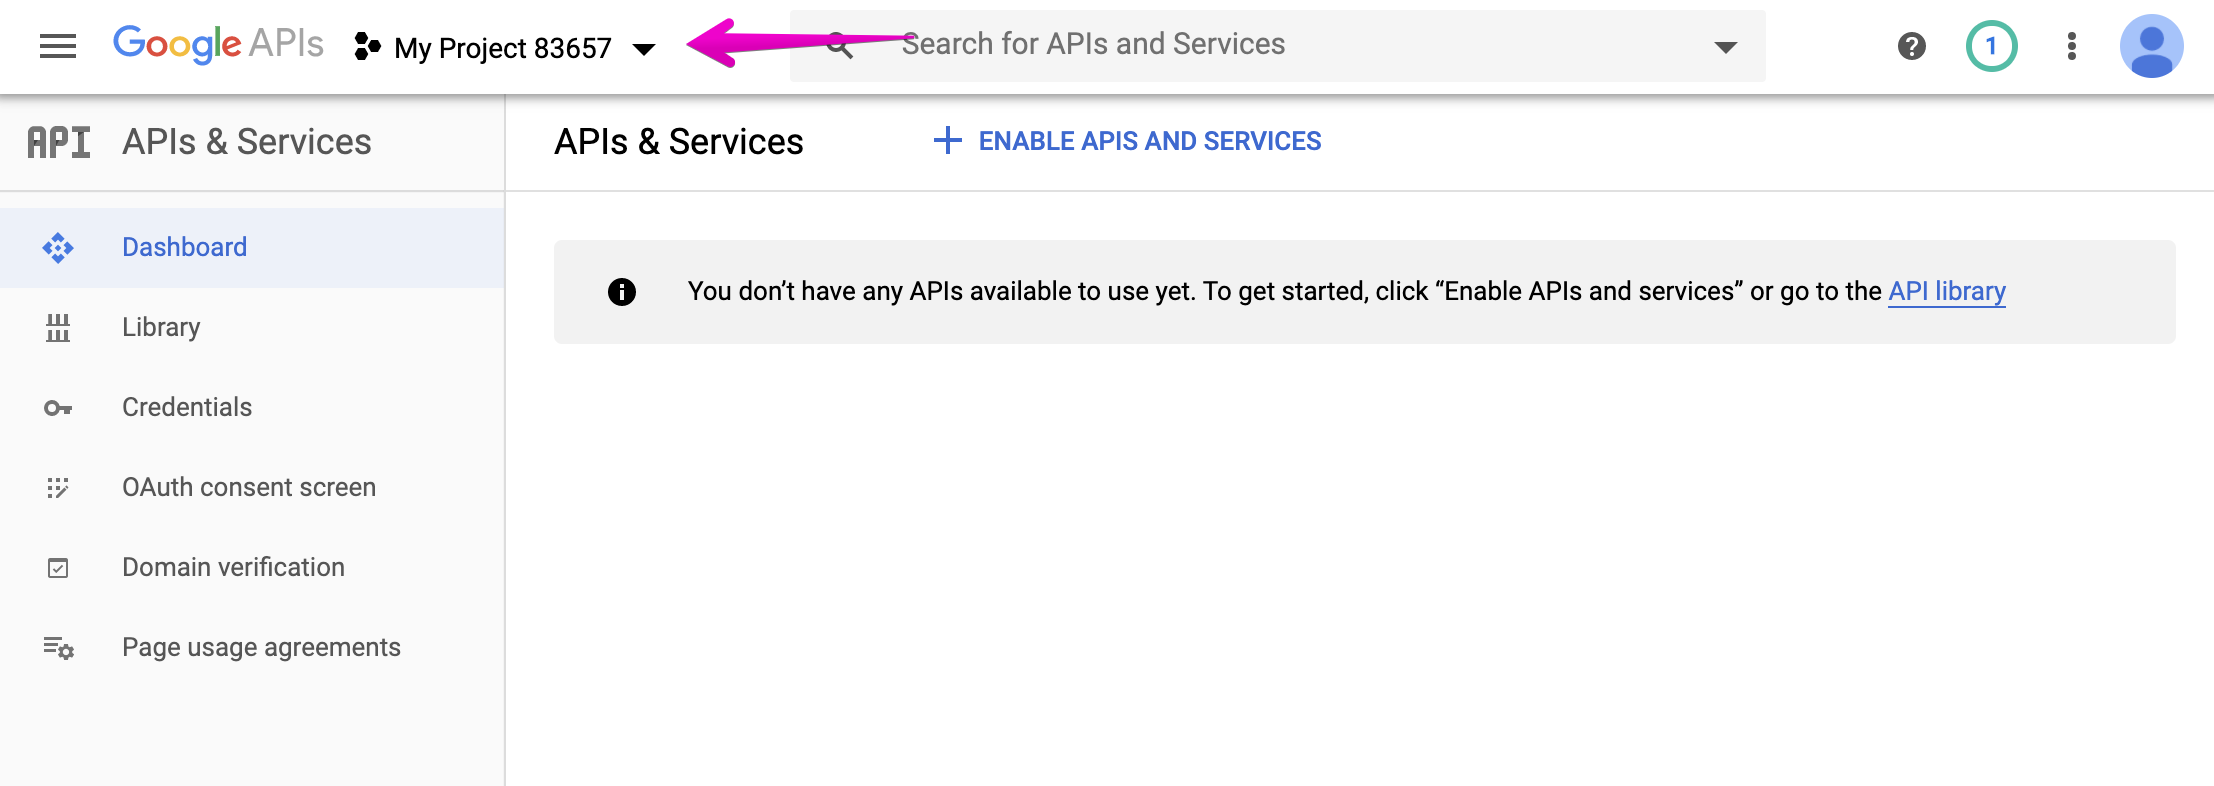 Google APIs
My Project 83657
Search for APIs and Services
1
API
APIs & Services
APIs & Services
ENABLE APIS AND SERVICES
Dashboard
Library
Credentials
OAuth consent screen
Domain verification
Page usage agreements
You don’t have any APIs available to use yet. To get started, click “Enable APIs and services” or go to the API library